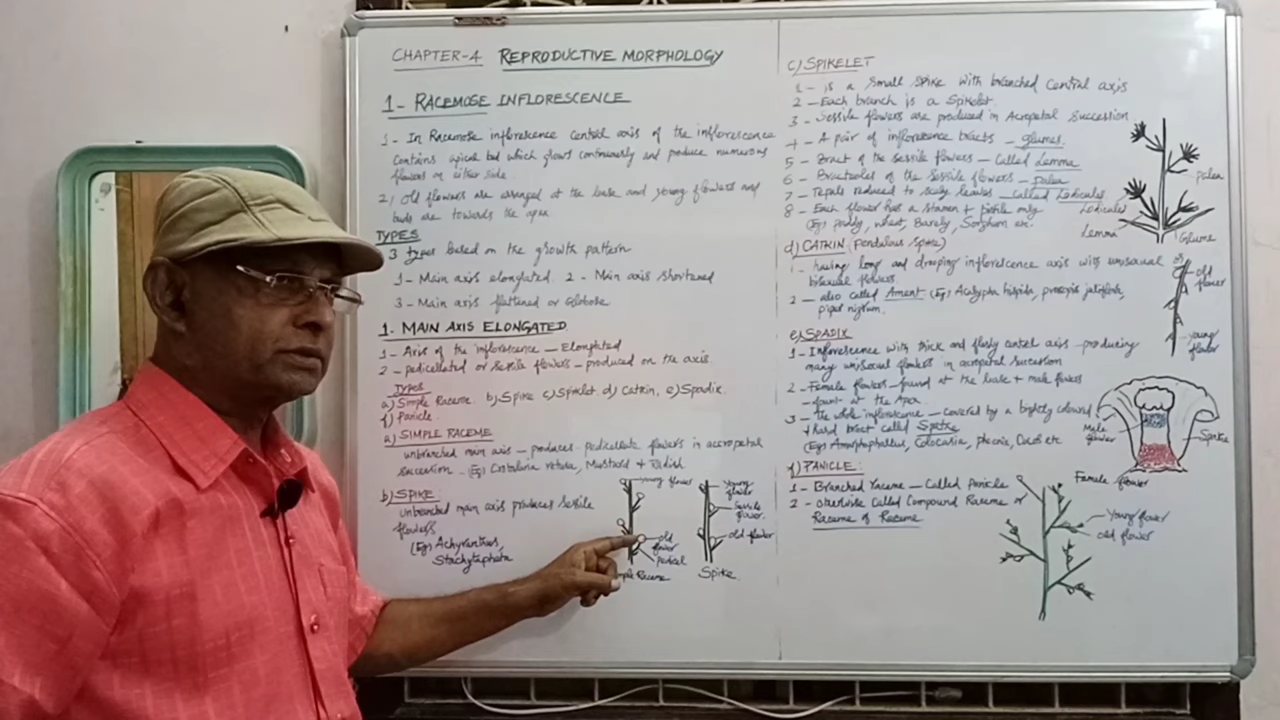 CHAPTER-4 REPRODUCTIVE MORPHOLOGY
1- RACEMOSE INFLORESCENCE
1- In Racemose inflorescence central axis of the inflorescence
contains apical bud which grows continuously and produce numerous
flowers on either side.
2) Old flowers are arranged at the base and young flowers and
buds are towards the apex
TYPES
3 types based on the growth pattern
1- Main axis elongated. 2- Main axis shortened
3- Main axis flattened or Globose
1. MAIN AXIS ELONGATED
1- Axis of the inflorescence - Elongated
2- pedicellated or sessile flowers - produced on the axis.
Types
a) Simple Raceme. b) Spike c) Spikelet d) Catkin, e) Spadix.
f) Panicle.
a) SIMPLE RACEME
unbranched main axis - produces pedicellate flowers in acropetal
succession - (Eg) retusa, Mustard + Radish
young flower
old flower
pedicel
Raceme
b) SPIKE
unbranched main axis produces sessile
flowers
(Eg) Achyranthus,
Stachytapheta
young flower
Sessile flower.
old flower
Spike
c) SPIKELET
1- is a small spike with branched central axis
2- Each branch is a Spikelet.
3- Sessile flowers are produced in Acropetal succession
4- A pair of inflorescence bracts - glumes.
5- Bract of the sessile flowers - Called Lemma
6- Bracteoles of the sessile flowers - palea
7- Tepals reduced to scaly leaves - called Lodicules
8- Each flower has a stamen + pistile only
(Eg) paddy, wheat, Barely, Sorghum etc.
palea
Lodicules
Lemma
Glume
d) CATKIN (pendulous spike)
1- having long and drooping inflorescence axis with unisexual or
bisexual flowers.
2- also called Ament (Eg) Acalypha hispida, prosopis juliflora,
piper nigrum.
old flower
young flower
e) SPADIX
1- Inflorescence with thick and fleshy central axis - producing
many unisexual flowers in acropetal sucession
2- Female flowers - found at the base + male flowers
- found at the Apex
3- The whole inflorescence - covered by a brightly coloured
+ hard bract called Spathe
(Eg) Amorphophallus, Colocasia, phoenix, Cocos etc
Male flower
Spathe
Female flower
f) PANICLE:
1- Branched Raceme - Called Panicle
2- Otherwise Called Compound Raceme or
Raceme of Raceme
young flower
old flower